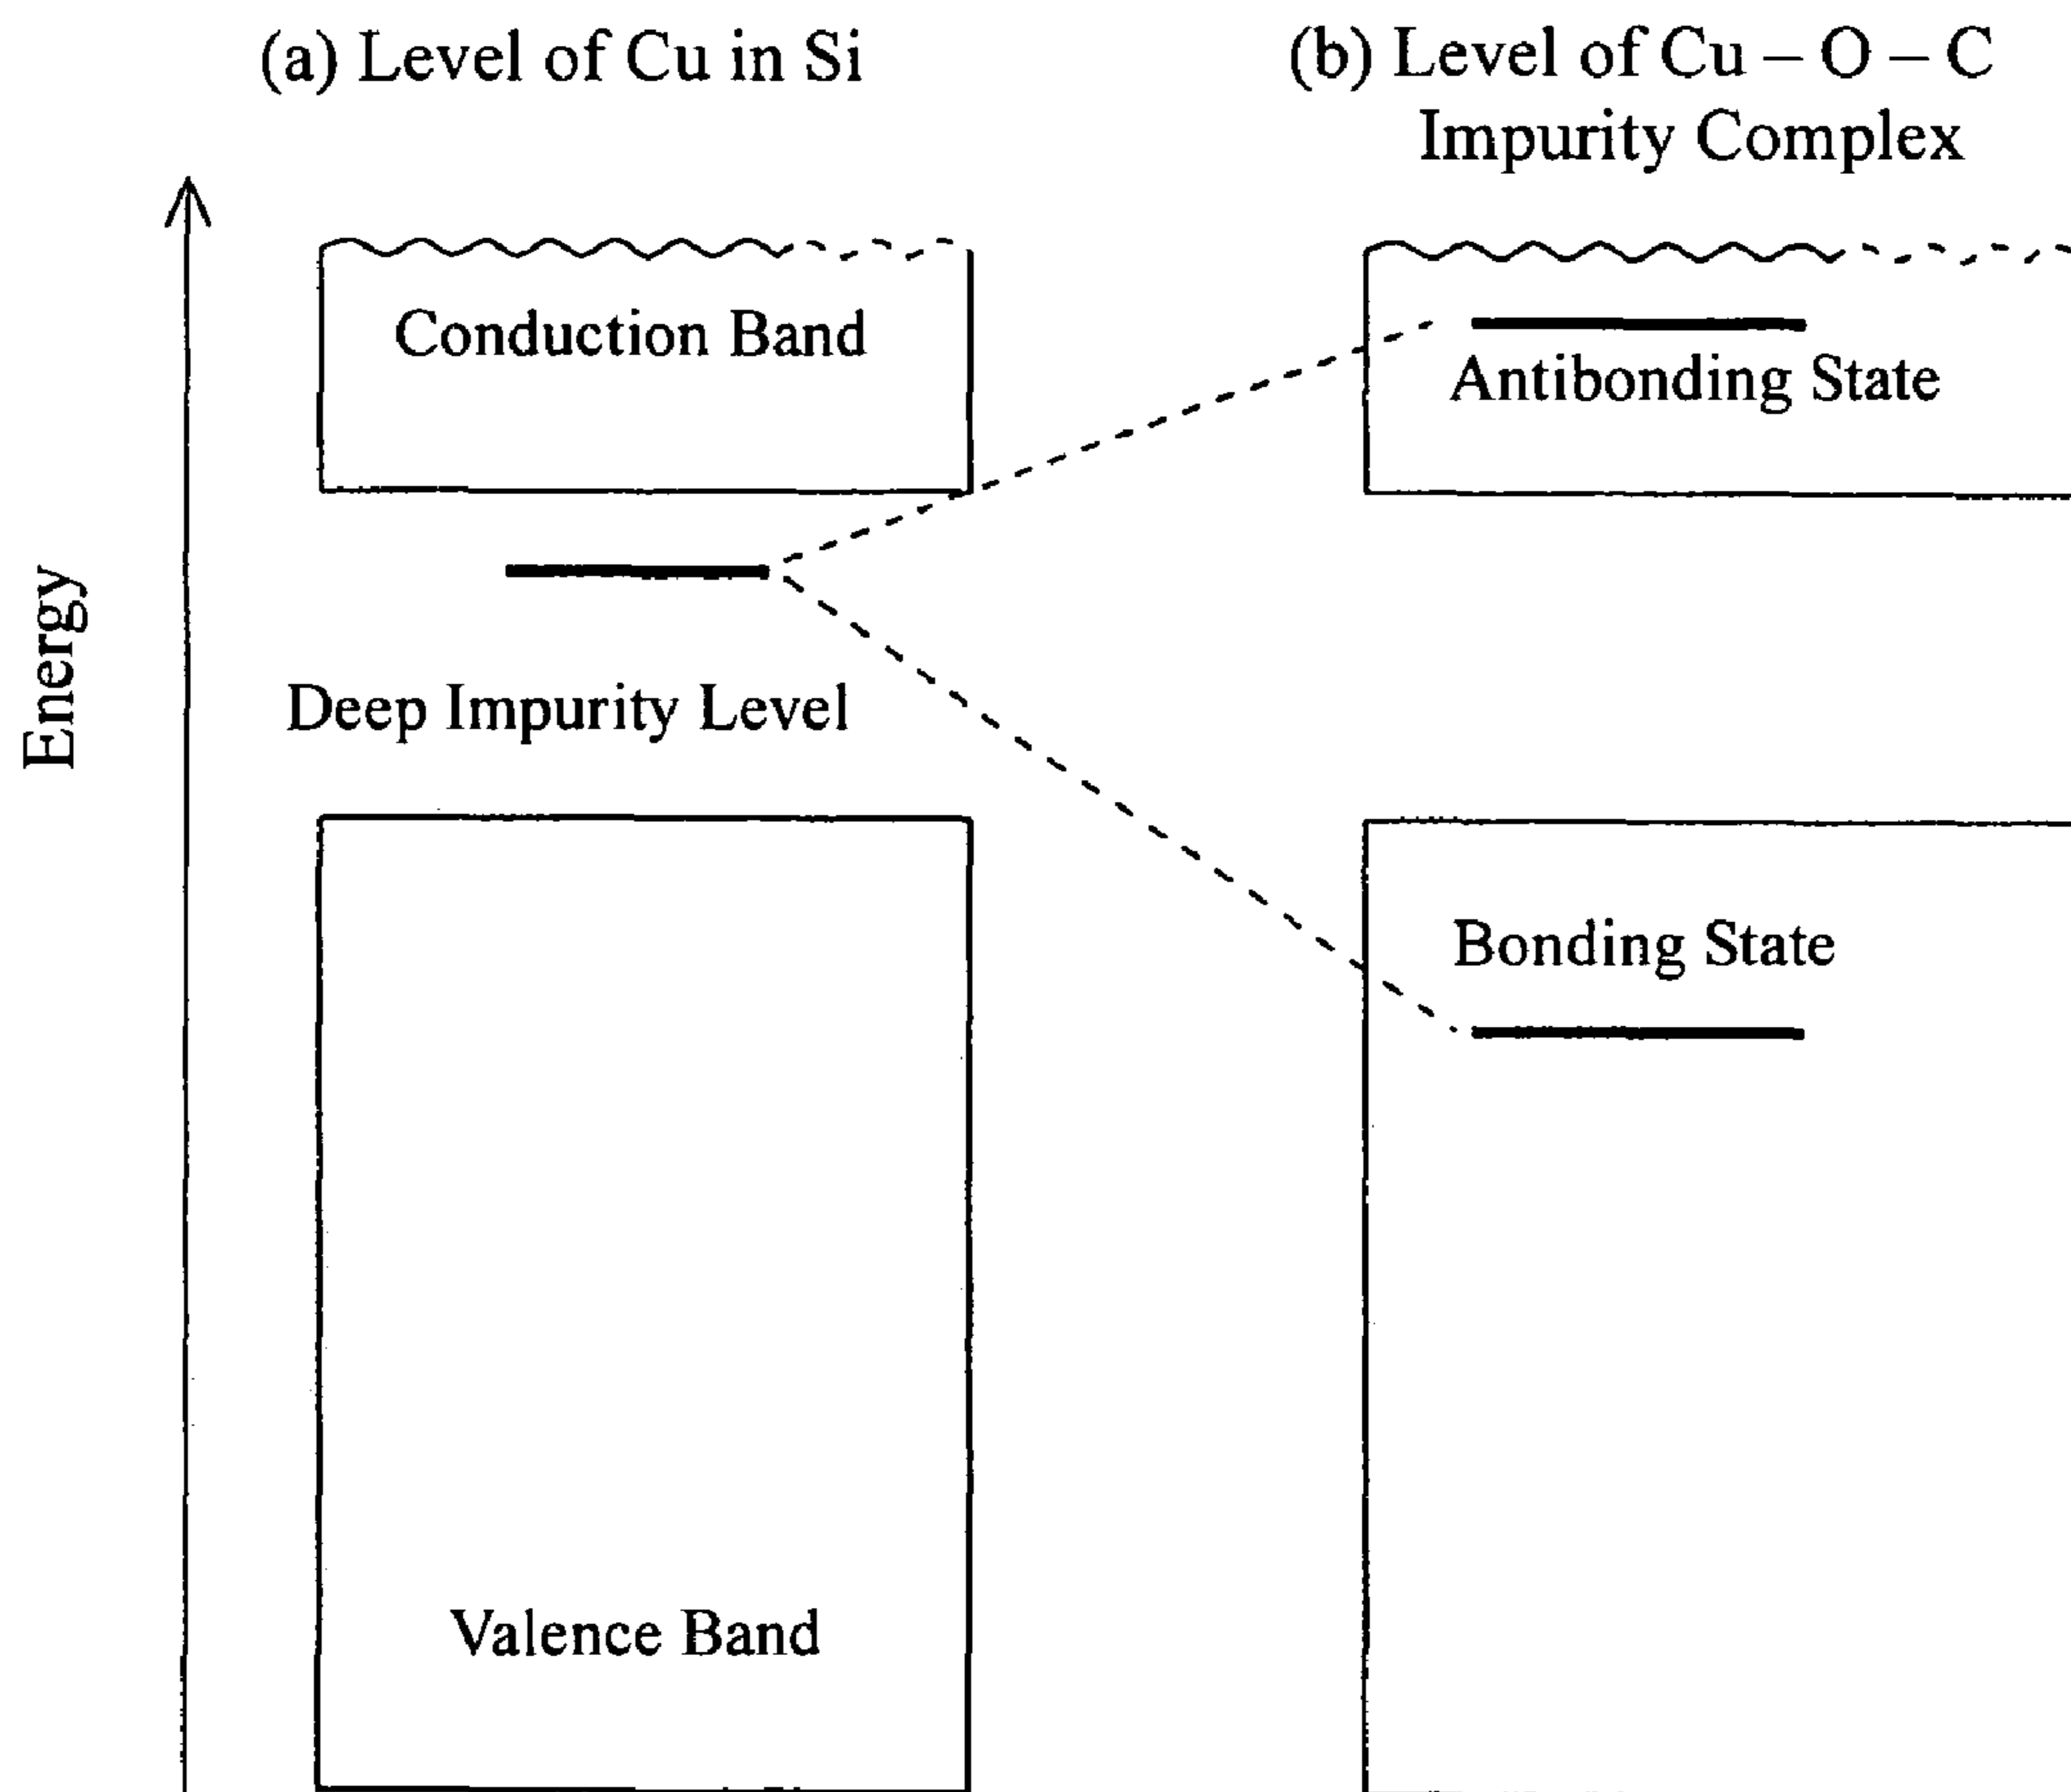 (a) Level of Cu in Si
(b) Level of Cu – O – C
Impurity Complex
Energy
Conduction Band
Antibonding State
Deep Impurity Level
Bonding State
Valence Band